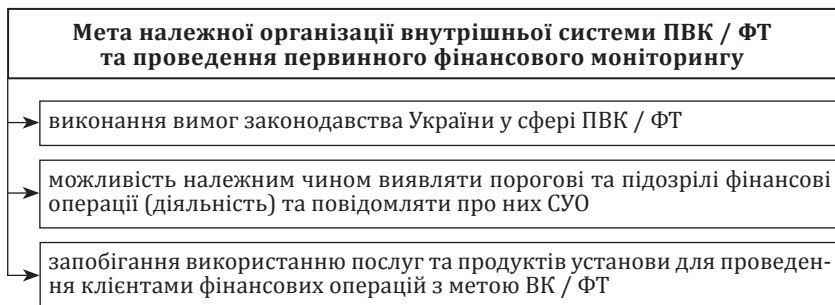 Мета належної організації внутрішньої системи ПВК / ФТ
та проведення первинного фінансового моніторингу
виконання вимог законодавства України у сфері ПВК / ФТ
можливість належним чином виявляти порогові та підозрілі фінансові
операції (діяльність) та повідомляти про них СУО
запобігання використанню послуг та продуктів установи для проведен-
ня клієнтами фінансових операцій з метою ВК / ФТ